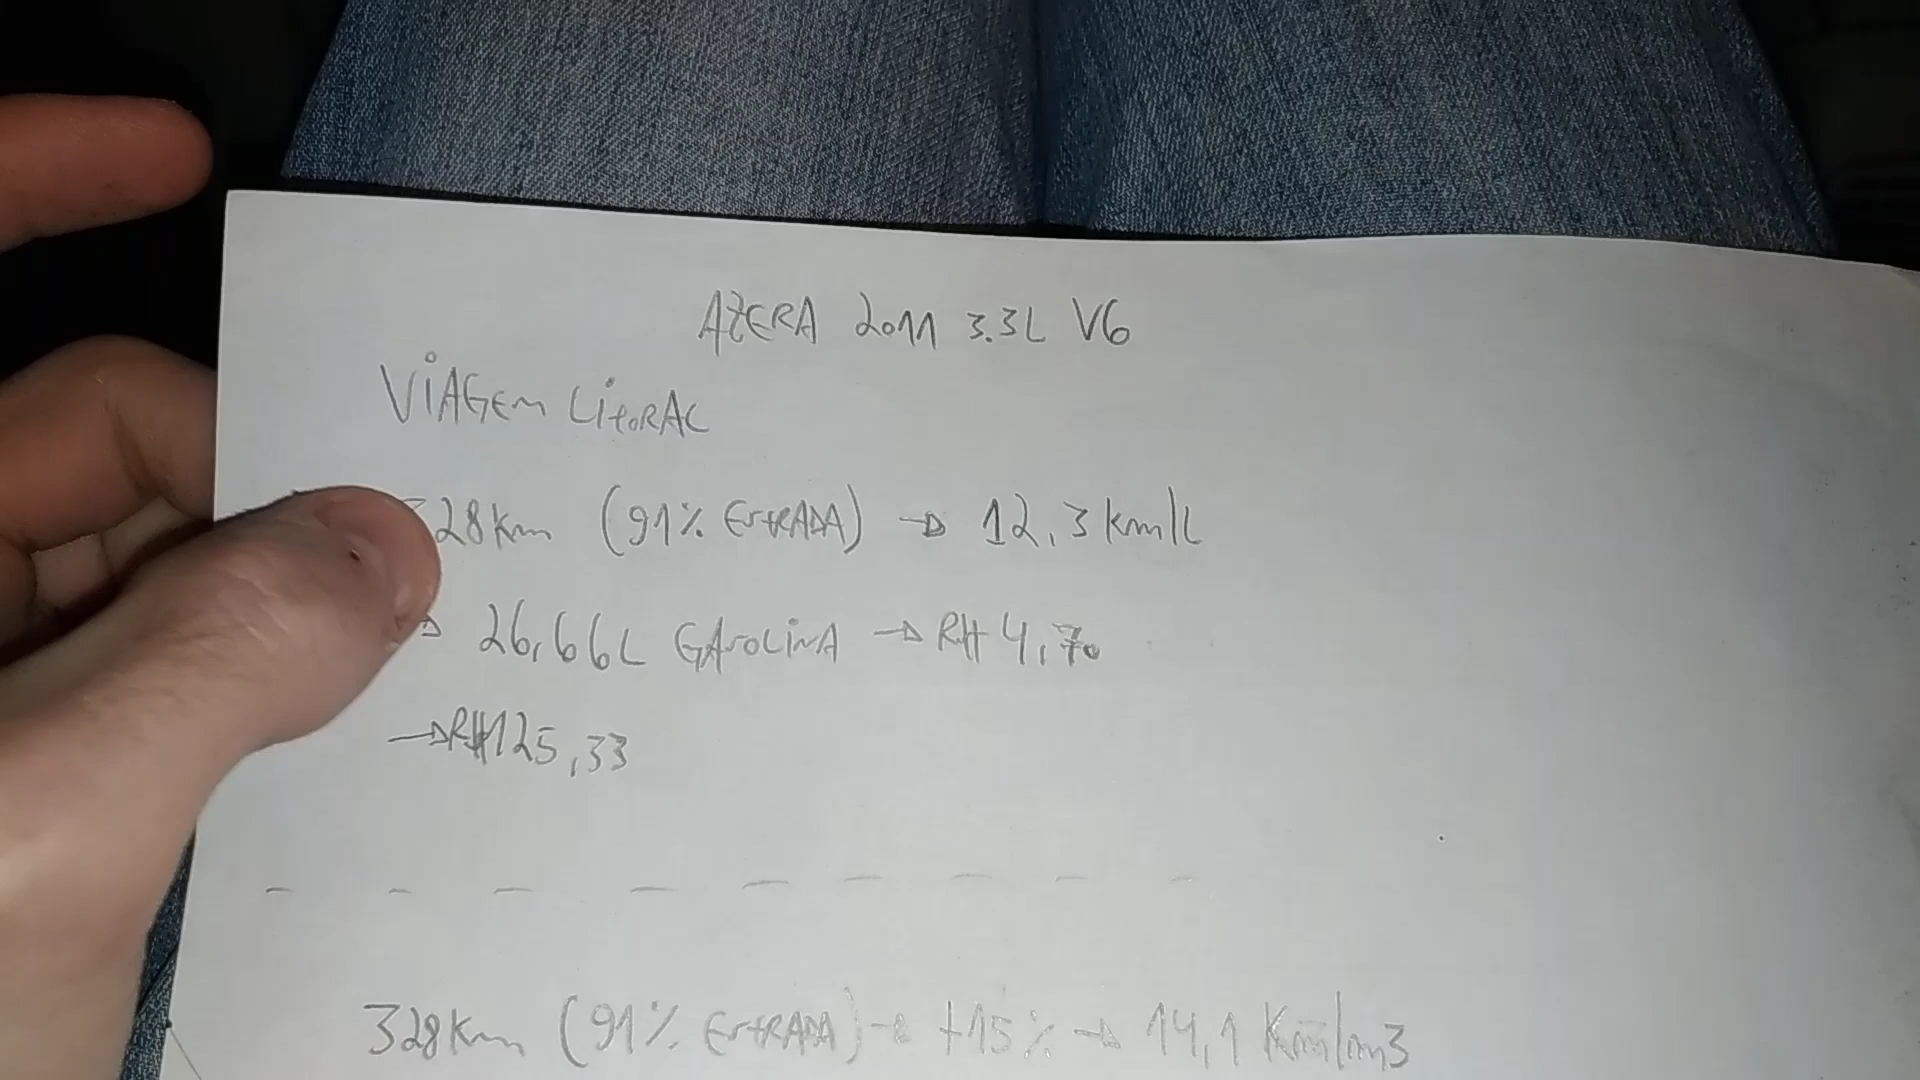 AZERA 2011 3.3L V6
ViAGEm LitoRAL
28Km (91% EstRADA) → 12,3 Km/L
→ 26,66L GAsoLinA → R$ 4,70
→ R$125,33
328Km (91% EstRADA) → +15% → 14,1 Km/m3